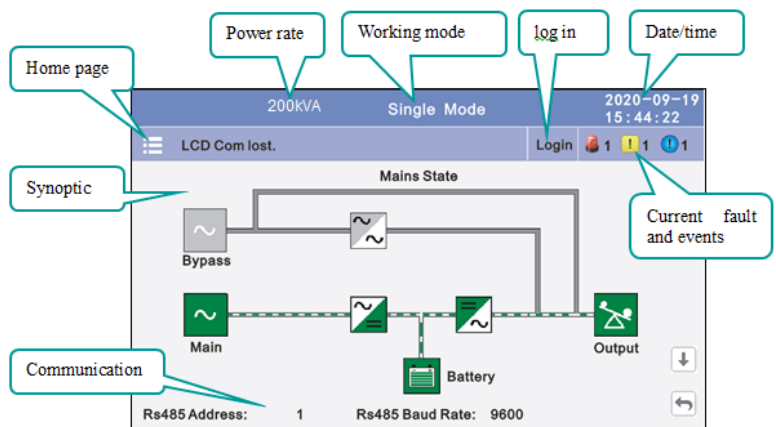 Home page
Power rate
Working mode
log in
Date/time
200kVA
Single Mode
2020-09-19
15:44:22
LCD Com lost.
Login
1
! 1
! 1
Synoptic
Mains State
Current fault
and events
Bypass
Main
Output
Battery
Communication
Rs485 Address: 1 Rs485 Baud Rate: 9600